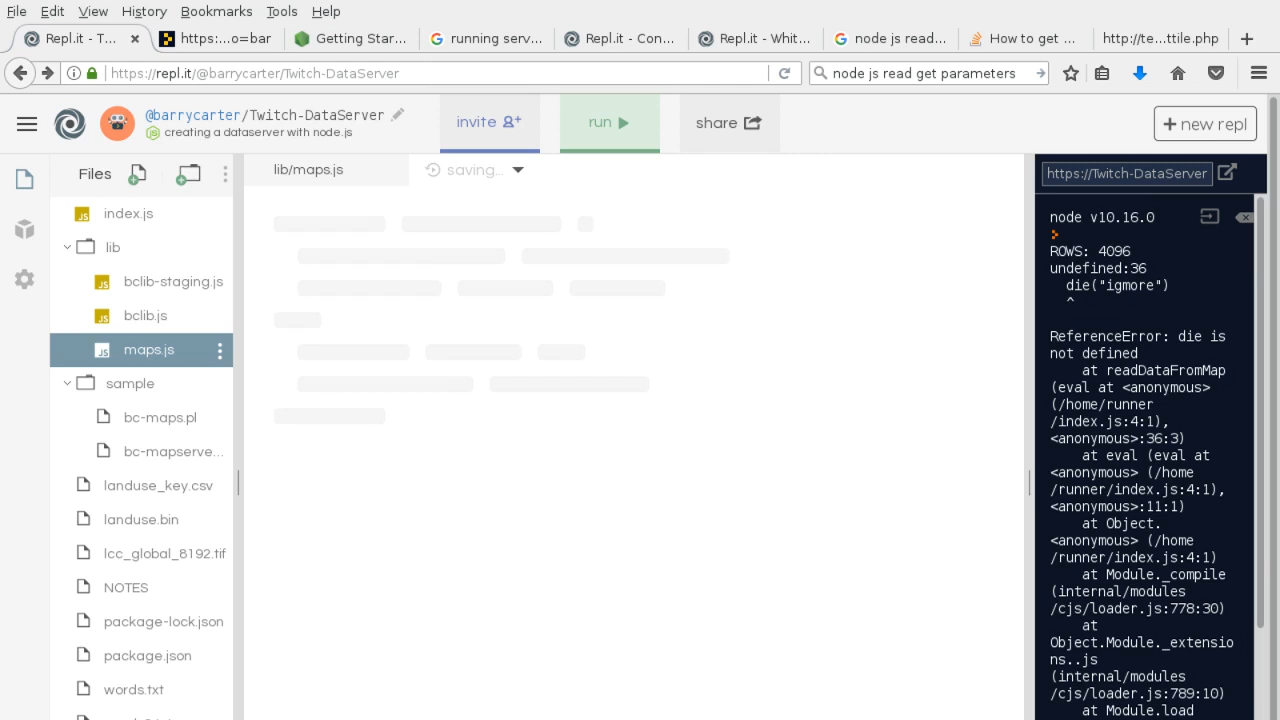 File Edit View History Bookmarks Tools Help
Repl.it - T... https:...o=bar Getting Star... running serv... Repl.it - Con... Repl.it - Whit... node js read... How to get ... http://te...ttile.php
https://repl.it/@barrycarter/Twitch-DataServer
node js read get parameters
@barrycarter/Twitch-DataServer
creating a dataserver with node.js
invite
run
share
+ new repl
Files
index.js
lib
JS bclib-staging.js
JS bclib.js
JS maps.js
sample
bc-maps.pl
bc-mapserve...
landuse_key.csv
landuse.bin
lcc_global_8192.tif
NOTES
package-lock.json
package.json
words.txt
lib/maps.js
saving...
https://Twitch-DataServer
node v10.16.0
ROWS: 4096
undefined:36
die("igmore")
^
ReferenceError: die is
not defined
at readDataFromMap
(eval at <anonymous>
(/home/runner
/index.js:4:1),
<anonymous>:36:3)
at eval (eval at
<anonymous> (/home
/runner/index.js:4:1),
<anonymous>:11:1)
at Object.
<anonymous> (/home
/runner/index.js:4:1)
at Module._compile
(internal/modules
/cjs/loader.js:778:30)
at
Object.Module._extensio
ns..js
(internal/modules
/cjs/loader.js:789:10)
at Module.load